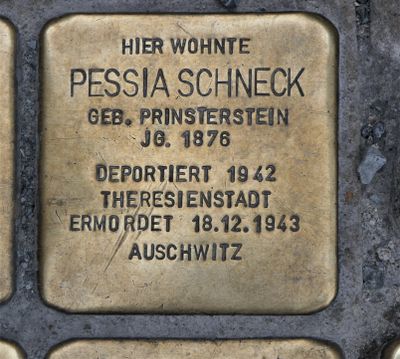 HIER WOHNTE
PESSIA SCHNECK
GEB. PRINSTERSTEIN
JG. 1876
DEPORTIERT 1942
THERESIENSTADT
ERMORDET 18.12.1943
AUSCHWITZ